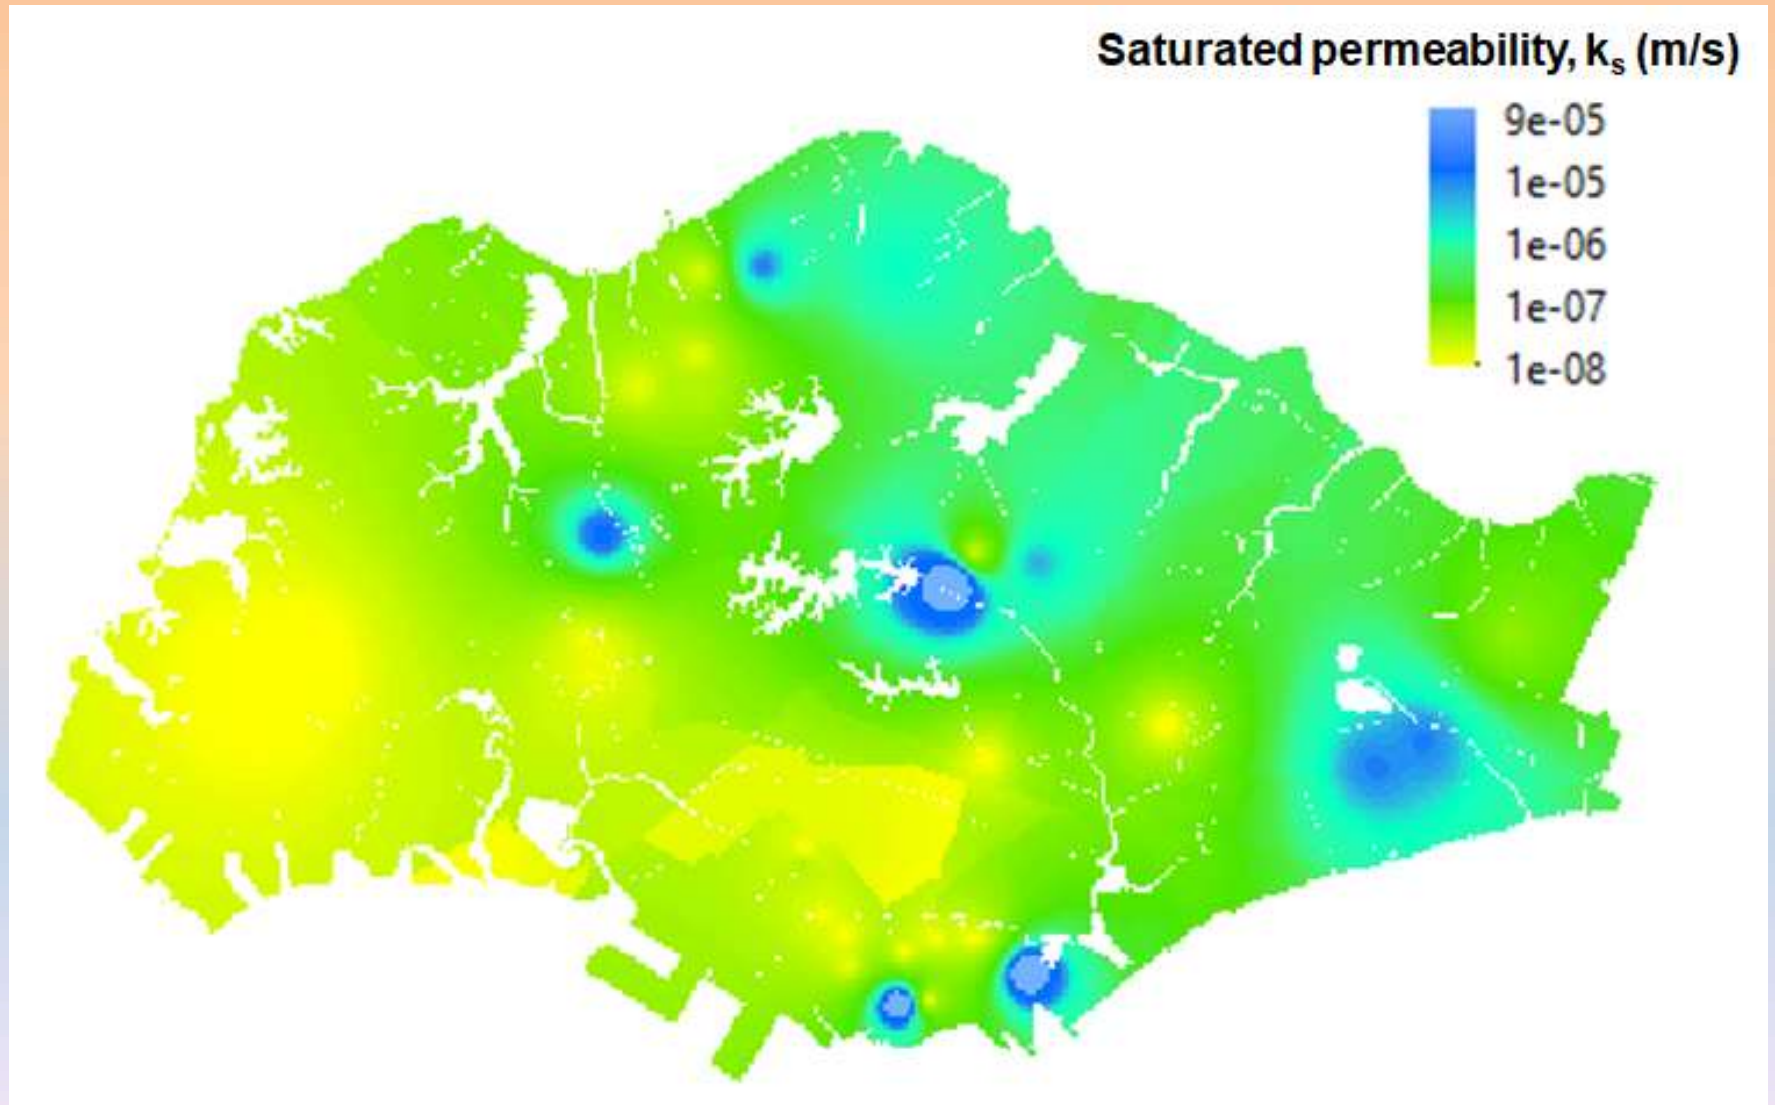 Saturated permeability, kₛ (m/s)
9e-05
1e-05
1e-06
1e-07
1e-08